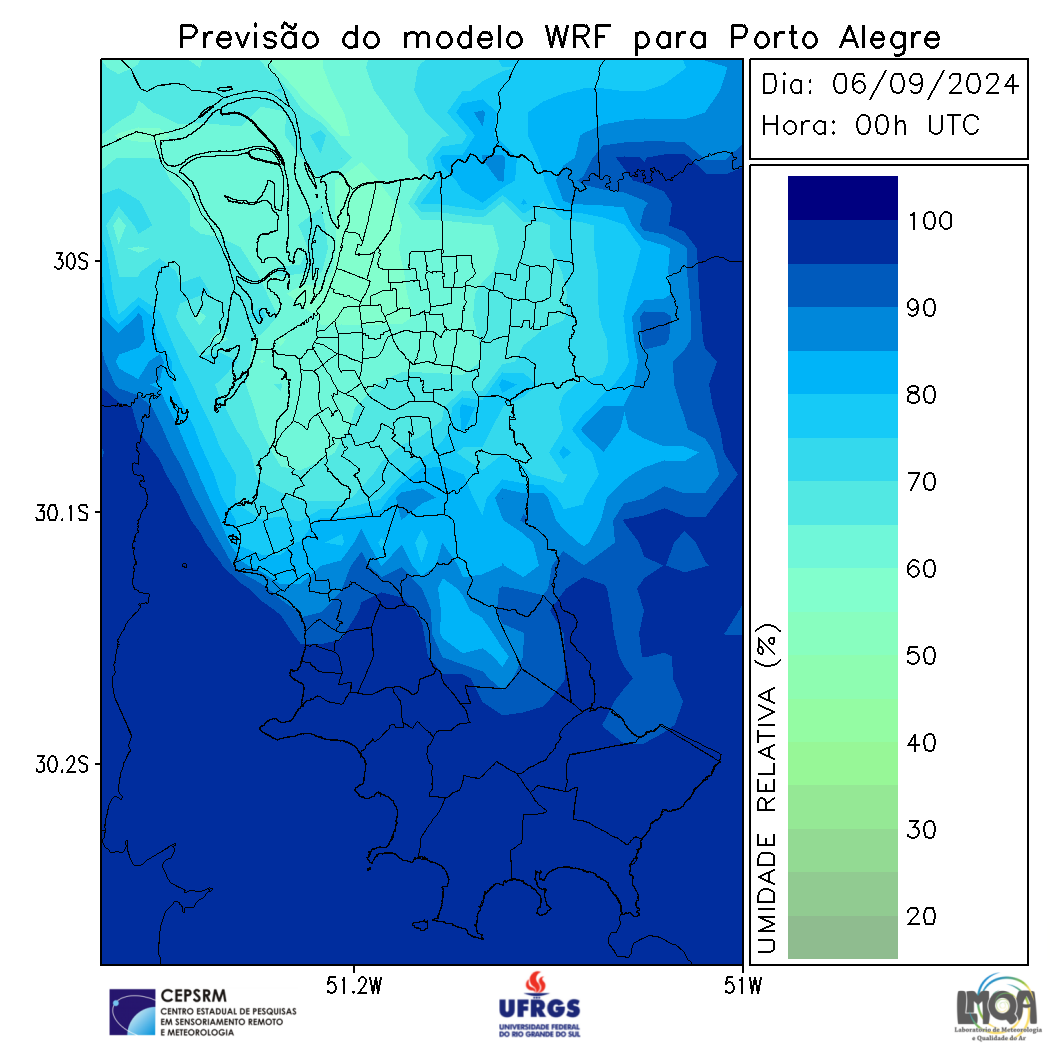 Previsão do modelo WRF para Porto Alegre
Dia: 06/09/2024
Hora: 00h UTC
100
90
80
70
60
50
40
30
20
UMIDADE RELATIVA (%)
30S
30.1S
30.2S
51.2W
51W
CEPSRM
CENTRO ESTADUAL DE PESQUISAS
EM SENSORIAMENTO REMOTO
E METEOROLOGIA
UFRGS
UNIVERSIDADE FEDERAL
DO RIO GRANDE DO SUL
LMQA
Laboratório de Meteorologia
e Qualidade do Ar